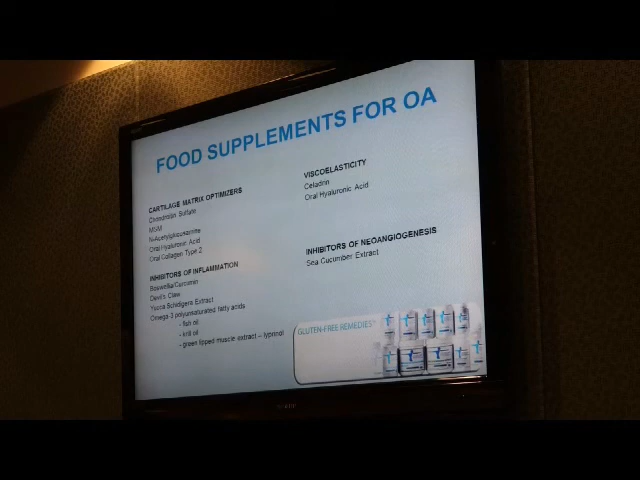 FOOD SUPPLEMENTS FOR OA
CARTILAGE MATRIX OPTIMIZERS
Chondroitin Sulfate
MSM
N-Acetylglucosamine
Oral Hyaluronic Acid
Oral Collagen Type 2
INHIBITORS OF INFLAMMATION
Boswellia/Curcumin
Devil's Claw
Yucca Schidigera Extract
Omega-3 polyunsaturated fatty acids
- fish oil
- krill oil
- green lipped muscle extract – lyprinol
VISCOELASTICITY
Celadrin
Oral Hyaluronic Acid
INHIBITORS OF NEOANGIOGENESIS
Sea Cucumber Extract
GLUTEN-FREE REMEDIES™